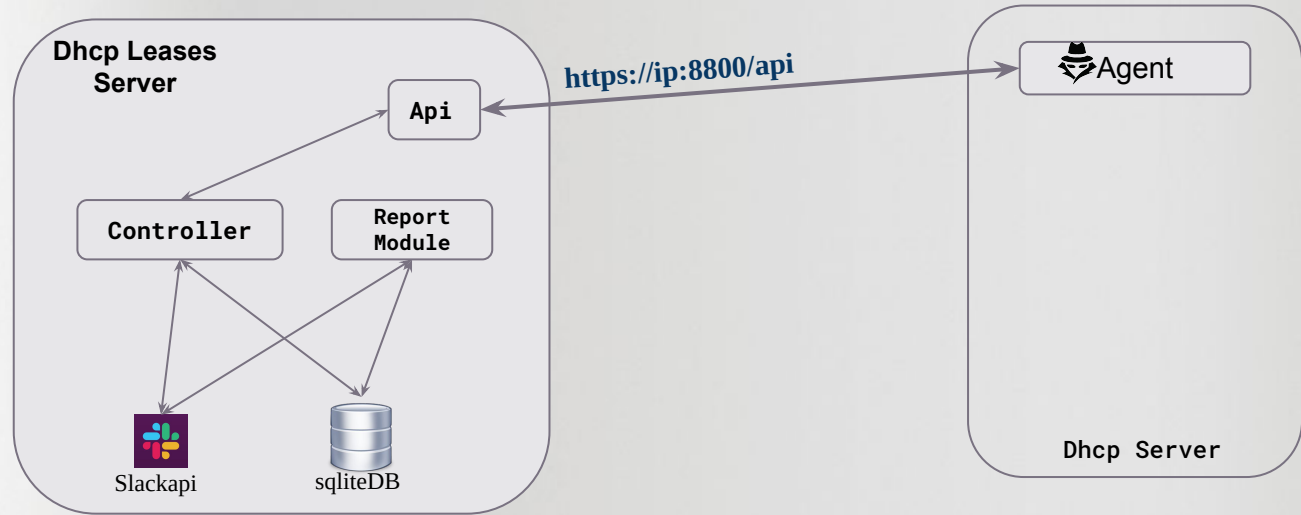 Dhcp Leases
Server
https://ip:8800/api
Agent
Api
Controller
Report
Module
Slackapi
sqliteDB
Dhcp Server